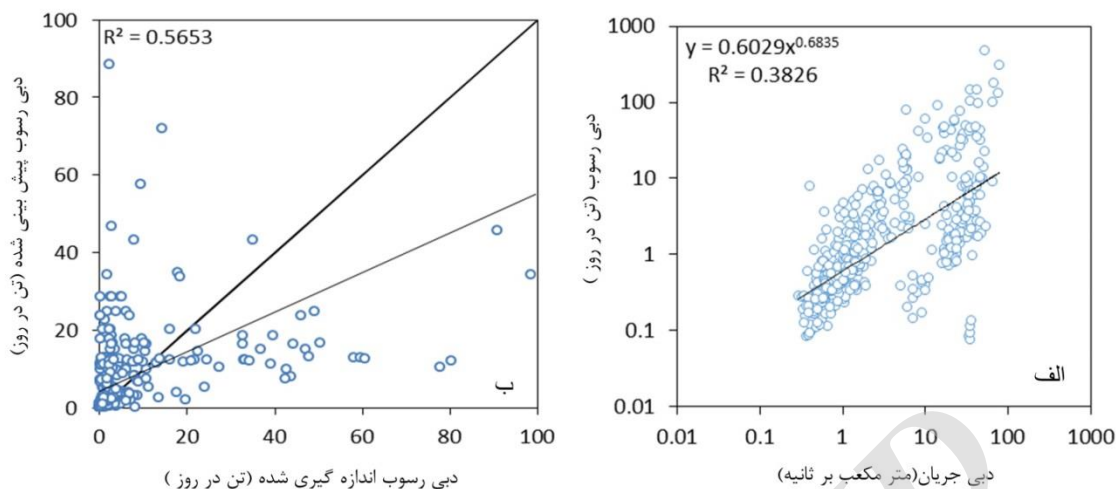 100
80
60
40
20
0
R² = 0.5653
دبی رسوب پیش بینی شده (تن در روز)
ب
0 20 40 60 80 100
دبی رسوب اندازه گیری شده (تن در روز )
1000
100
10
1
0.1
0.01
y = 0.6029x^0.6835
R² = 0.3826
دبی رسوب (تن در روز )
الف
0.01 0.1 1 10 100 1000
دبی جریان(متر مکعب بر ثانیه)